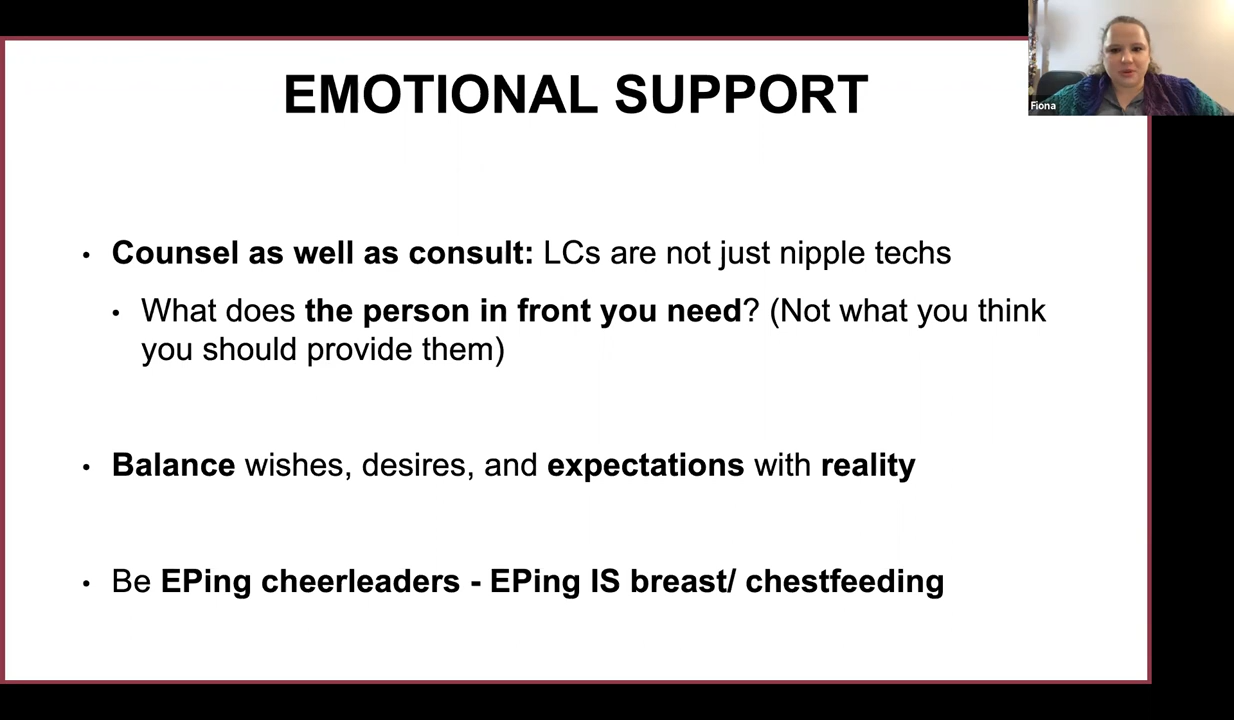 EMOTIONAL SUPPORT
Fiona
• Counsel as well as consult: LCs are not just nipple techs
• What does the person in front you need? (Not what you think
you should provide them)
• Balance wishes, desires, and expectations with reality
• Be EPing cheerleaders - EPing IS breast/ chestfeeding